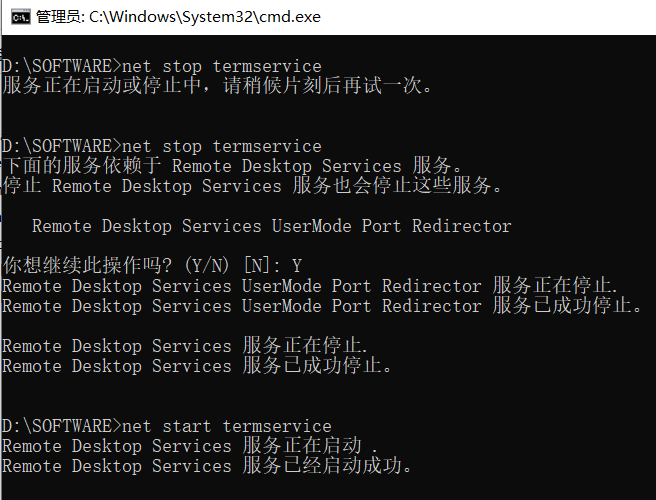 管理员: C:\Windows\System32\cmd.exe
D:\SOFTWARE>net stop termservice
服务正在启动或停止中，请稍候片刻后再试一次。
D:\SOFTWARE>net stop termservice
下面的服务依赖于 Remote Desktop Services 服务。
停止 Remote Desktop Services 服务也会停止这些服务。
Remote Desktop Services UserMode Port Redirector
你想继续此操作吗? (Y/N) [N]: Y
Remote Desktop Services UserMode Port Redirector 服务正在停止.
Remote Desktop Services UserMode Port Redirector 服务已成功停止。
Remote Desktop Services 服务正在停止.
Remote Desktop Services 服务已成功停止。
D:\SOFTWARE>net start termservice
Remote Desktop Services 服务正在启动 .
Remote Desktop Services 服务已经启动成功。